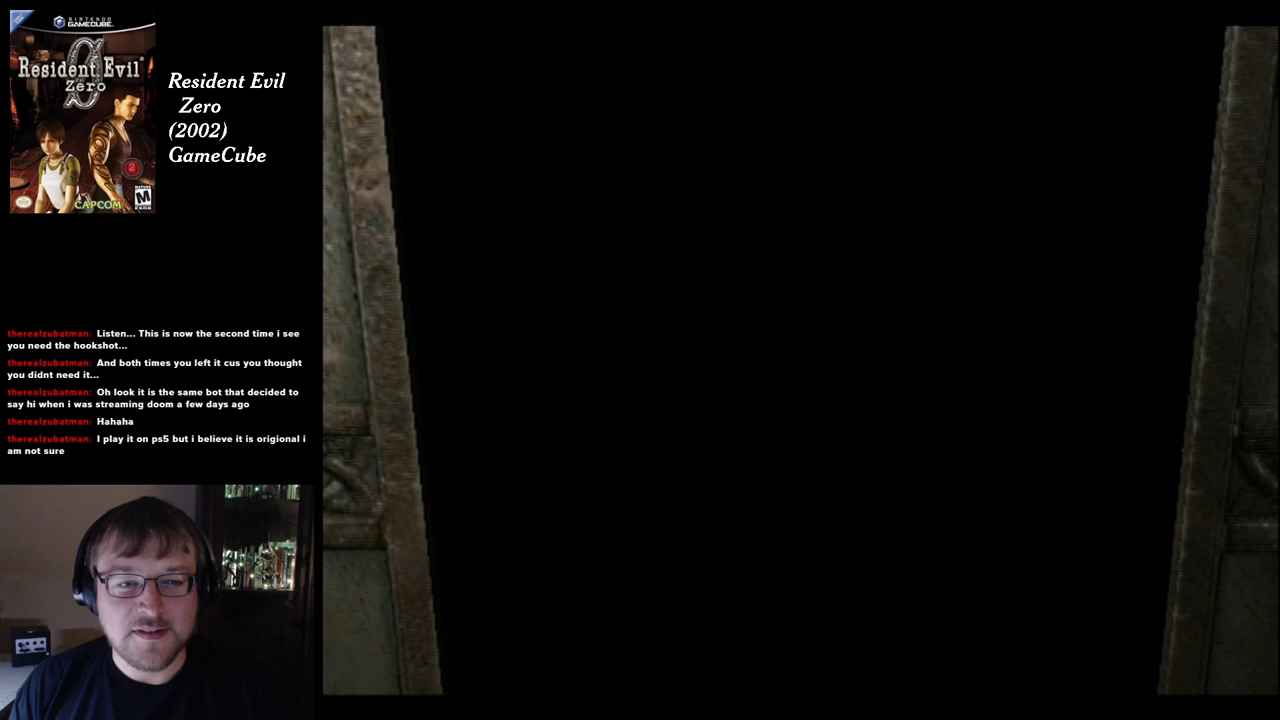 NINTENDO
GAMECUBE
Resident Evil
Zero
CAPCOM
M
Resident Evil
Zero
(2002)
GameCube
therealzubatman: Listen... This is now the second time i see
you need the hookshot...
therealzubatman: And both times you left it cus you thought
you didnt need it...
therealzubatman: Oh look it is the same bot that decided to
say hi when i was streaming doom a few days ago
therealzubatman: Hahaha
therealzubatman: I play it on ps5 but i believe it is origional i
am not sure